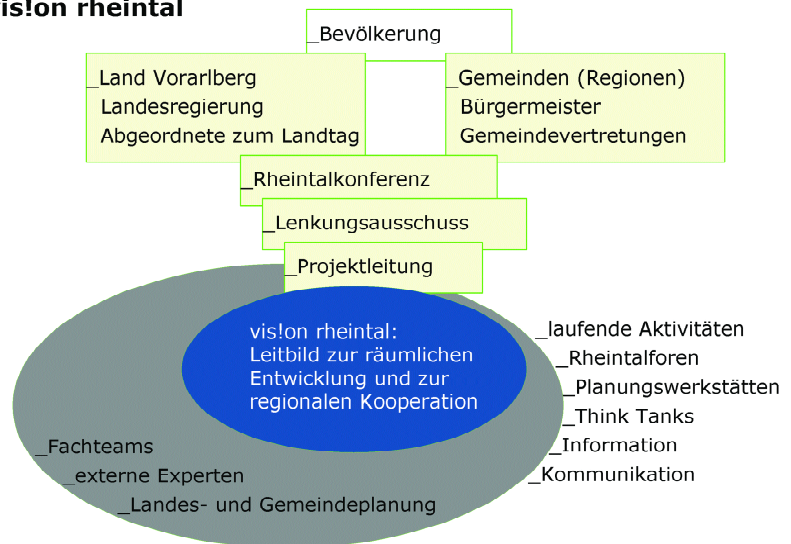 vis!on rheintal
_Bevölkerung
_Land Vorarlberg
Landesregierung
Abgeordnete zum Landtag
_Gemeinden (Regionen)
Bürgermeister
Gemeindevertretungen
_Rheintalkonferenz
_Lenkungsausschuss
_Projektleitung
vis!on rheintal:
Leitbild zur räumlichen
Entwicklung und zur
regionalen Kooperation
_laufende Aktivitäten
_Rheintalforen
_Planungswerkstätten
_Think Tanks
_Information
_Kommunikation
_Fachteams
_externe Experten
_Landes- und Gemeindeplanung